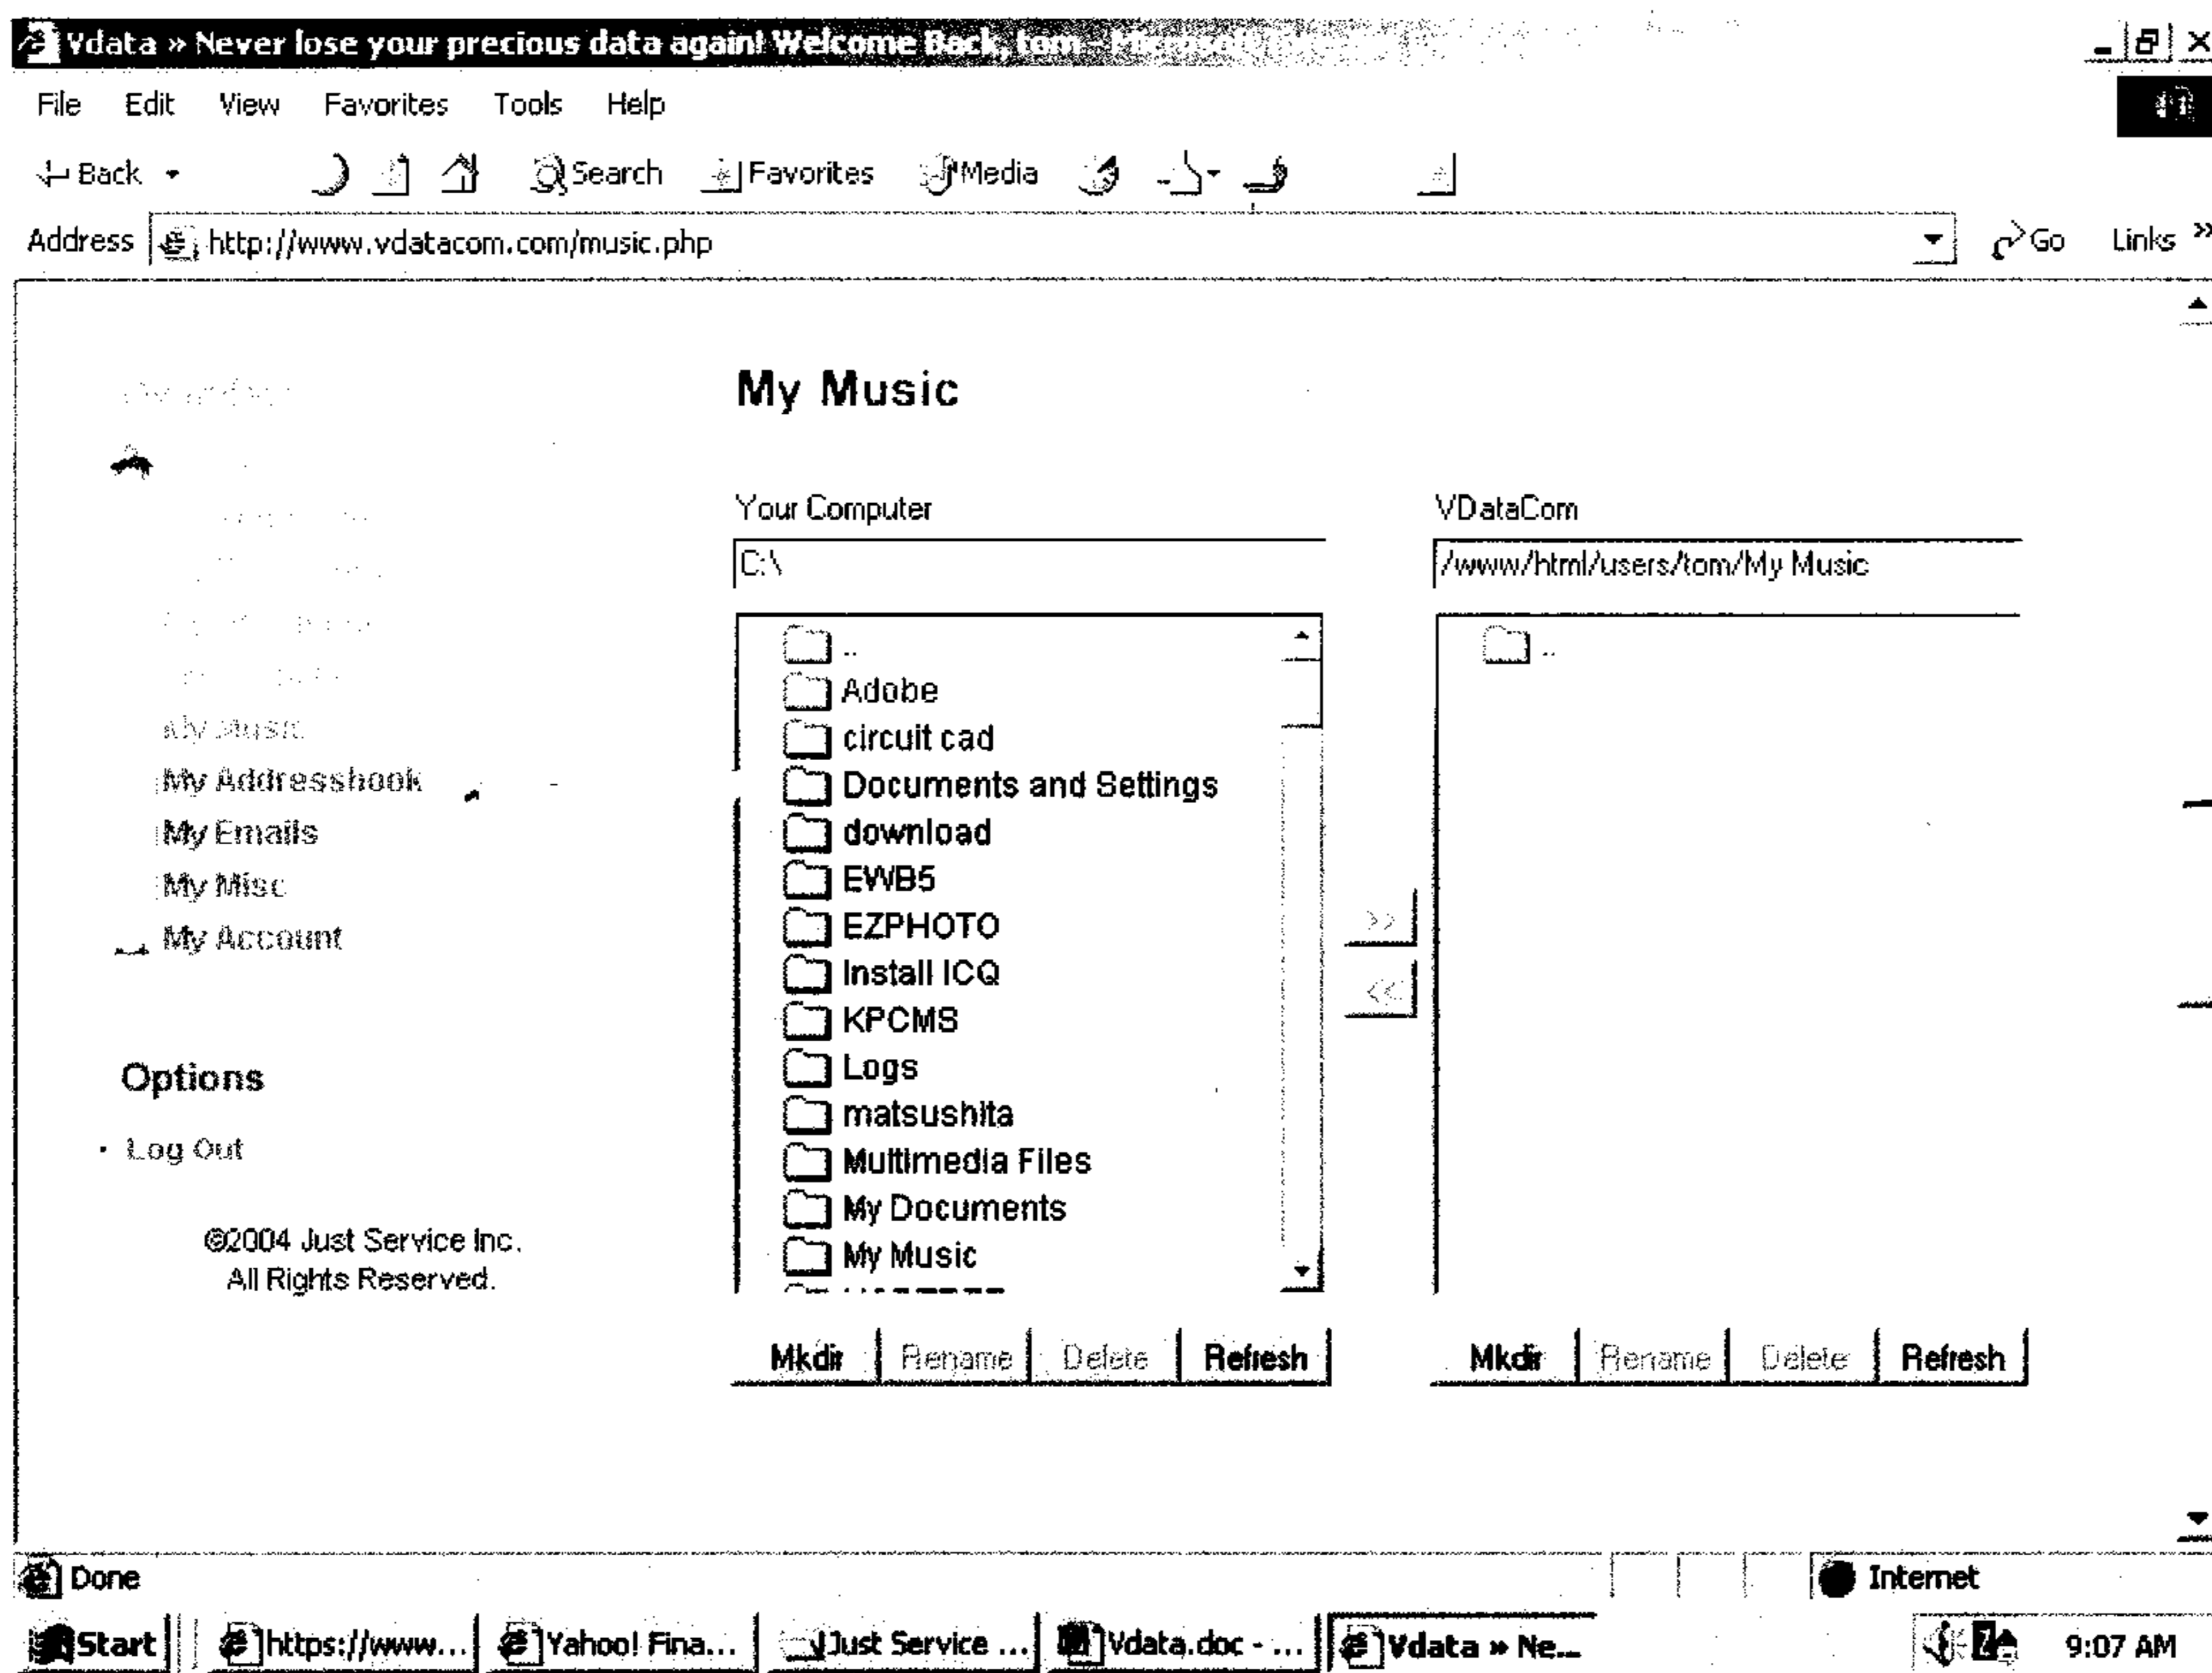 Vdata » Never lose your precious data again! Welcome Back, tom - Microsoft
File Edit View Favorites Tools Help
Back Search Favorites Media
Address http://www.vdatacom.com/music.php Go Links »
My Music
Your Computer VDataCom
C:\ /www/html/users/tom/My Music
.. ..
Adobe
circuit cad
My Music
Documents and Settings
My Addressbook
download
My Emails
EWB5
My Misc
EZPHOTO >>
My Account
Install ICQ <<
KPCMS
Logs
Options
matsushita
Log Out
Multimedia Files
My Documents
©2004 Just Service Inc.
My Music
All Rights Reserved.
Mkdir Rename Delete Refresh Mkdir Rename Delete Refresh
Done Internet
Start https://www... Yahoo! Fina... Just Service ... Vdata.doc - ... Vdata » Ne... 9:07 AM